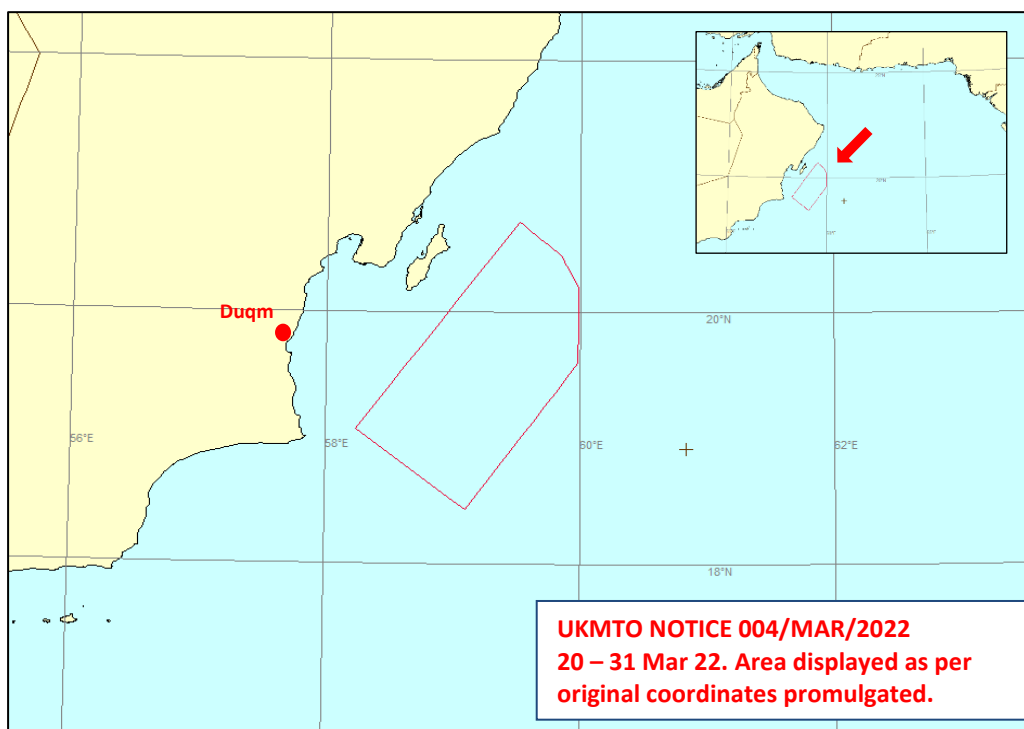 Duqm
20°N
56°E
58°E
60°E
62°E
18°N
UKMTO NOTICE 004/MAR/2022
20 – 31 Mar 22. Area displayed as per
original coordinates promulgated.